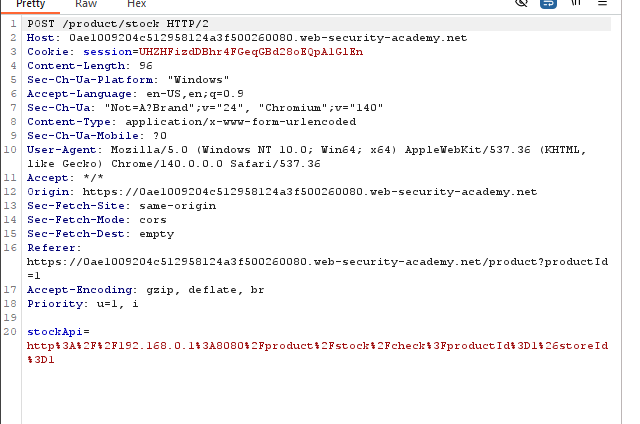 Pretty Raw Hex
1 POST /product/stock HTTP/2
2 Host: 0ae1009204c512958124a3f500260080.web-security-academy.net
3 Cookie: session=UHZHFizdDBhr4FGeqGBd28oEQpAlGlEn
4 Content-Length: 96
5 Sec-Ch-Ua-Platform: "Windows"
6 Accept-Language: en-US,en;q=0.9
7 Sec-Ch-Ua: "Not=A?Brand";v="24", "Chromium";v="140"
8 Content-Type: application/x-www-form-urlencoded
9 Sec-Ch-Ua-Mobile: ?0
10 User-Agent: Mozilla/5.0 (Windows NT 10.0; Win64; x64) AppleWebKit/537.36 (KHTML,
like Gecko) Chrome/140.0.0.0 Safari/537.36
11 Accept: */*
12 Origin: https://0ae1009204c512958124a3f500260080.web-security-academy.net
13 Sec-Fetch-Site: same-origin
14 Sec-Fetch-Mode: cors
15 Sec-Fetch-Dest: empty
16 Referer:
https://0ae1009204c512958124a3f500260080.web-security-academy.net/product?productId
=1
17 Accept-Encoding: gzip, deflate, br
18 Priority: u=1, i
19
20 stockApi=
http%3A%2F%2F192.168.0.1%3A8080%2Fproduct%2Fstock%2Fcheck%3FproductId%3D1%26storeId
%3D1